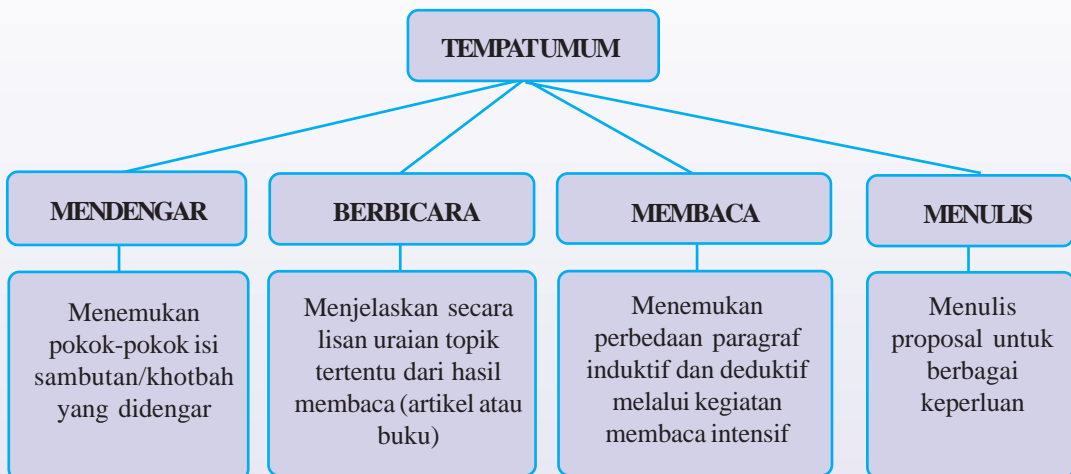 TEMPAT UMUM
MENDENGAR
BERBICARA
MEMBACA
MENULIS
Menemukan
pokok-pokok isi
sambutan/khotbah
yang didengar
Menjelaskan secara
lisan uraian topik
tertentu dari hasil
membaca (artikel atau
buku)
Menemukan
perbedaan paragraf
induktif dan deduktif
melalui kegiatan
membaca intensif
Menulis
proposal untuk
berbagai
keperluan